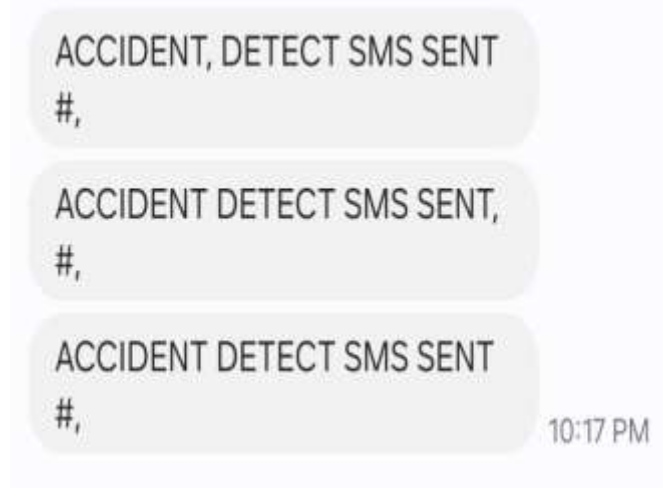 ACCIDENT, DETECT SMS SENT
#,
ACCIDENT DETECT SMS SENT,
#,
ACCIDENT DETECT SMS SENT
#,
10:17 PM